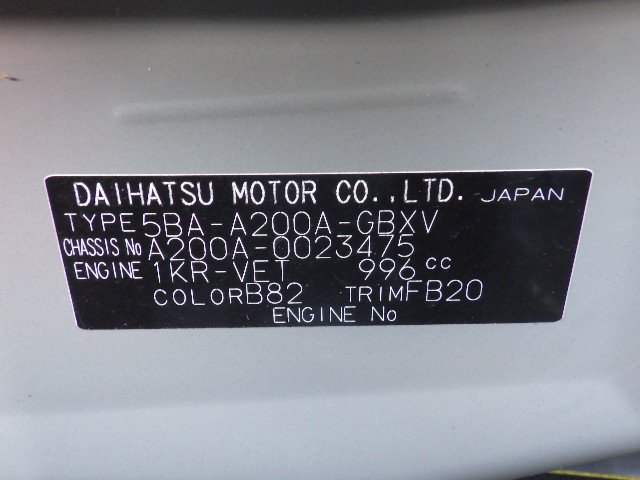 DAIHATSU MOTOR CO.,LTD. JAPAN
TYPE 5BA-A200A-GBXV
CHASSIS No A200A-0023475
ENGINE 1KR-VET 996 cc
COLOR B82 TRIM FB20
ENGINE No